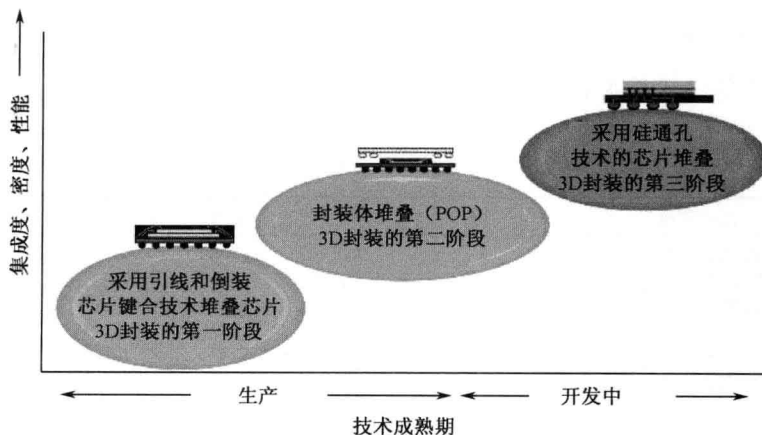 集成度、密度、性能
采用硅通孔
技术的芯片堆叠
3D封装的第三阶段
封装体堆叠（POP）
3D封装的第二阶段
采用引线和倒装
芯片键合技术堆叠芯片
3D封装的第一阶段
生产
开发中
技术成熟期